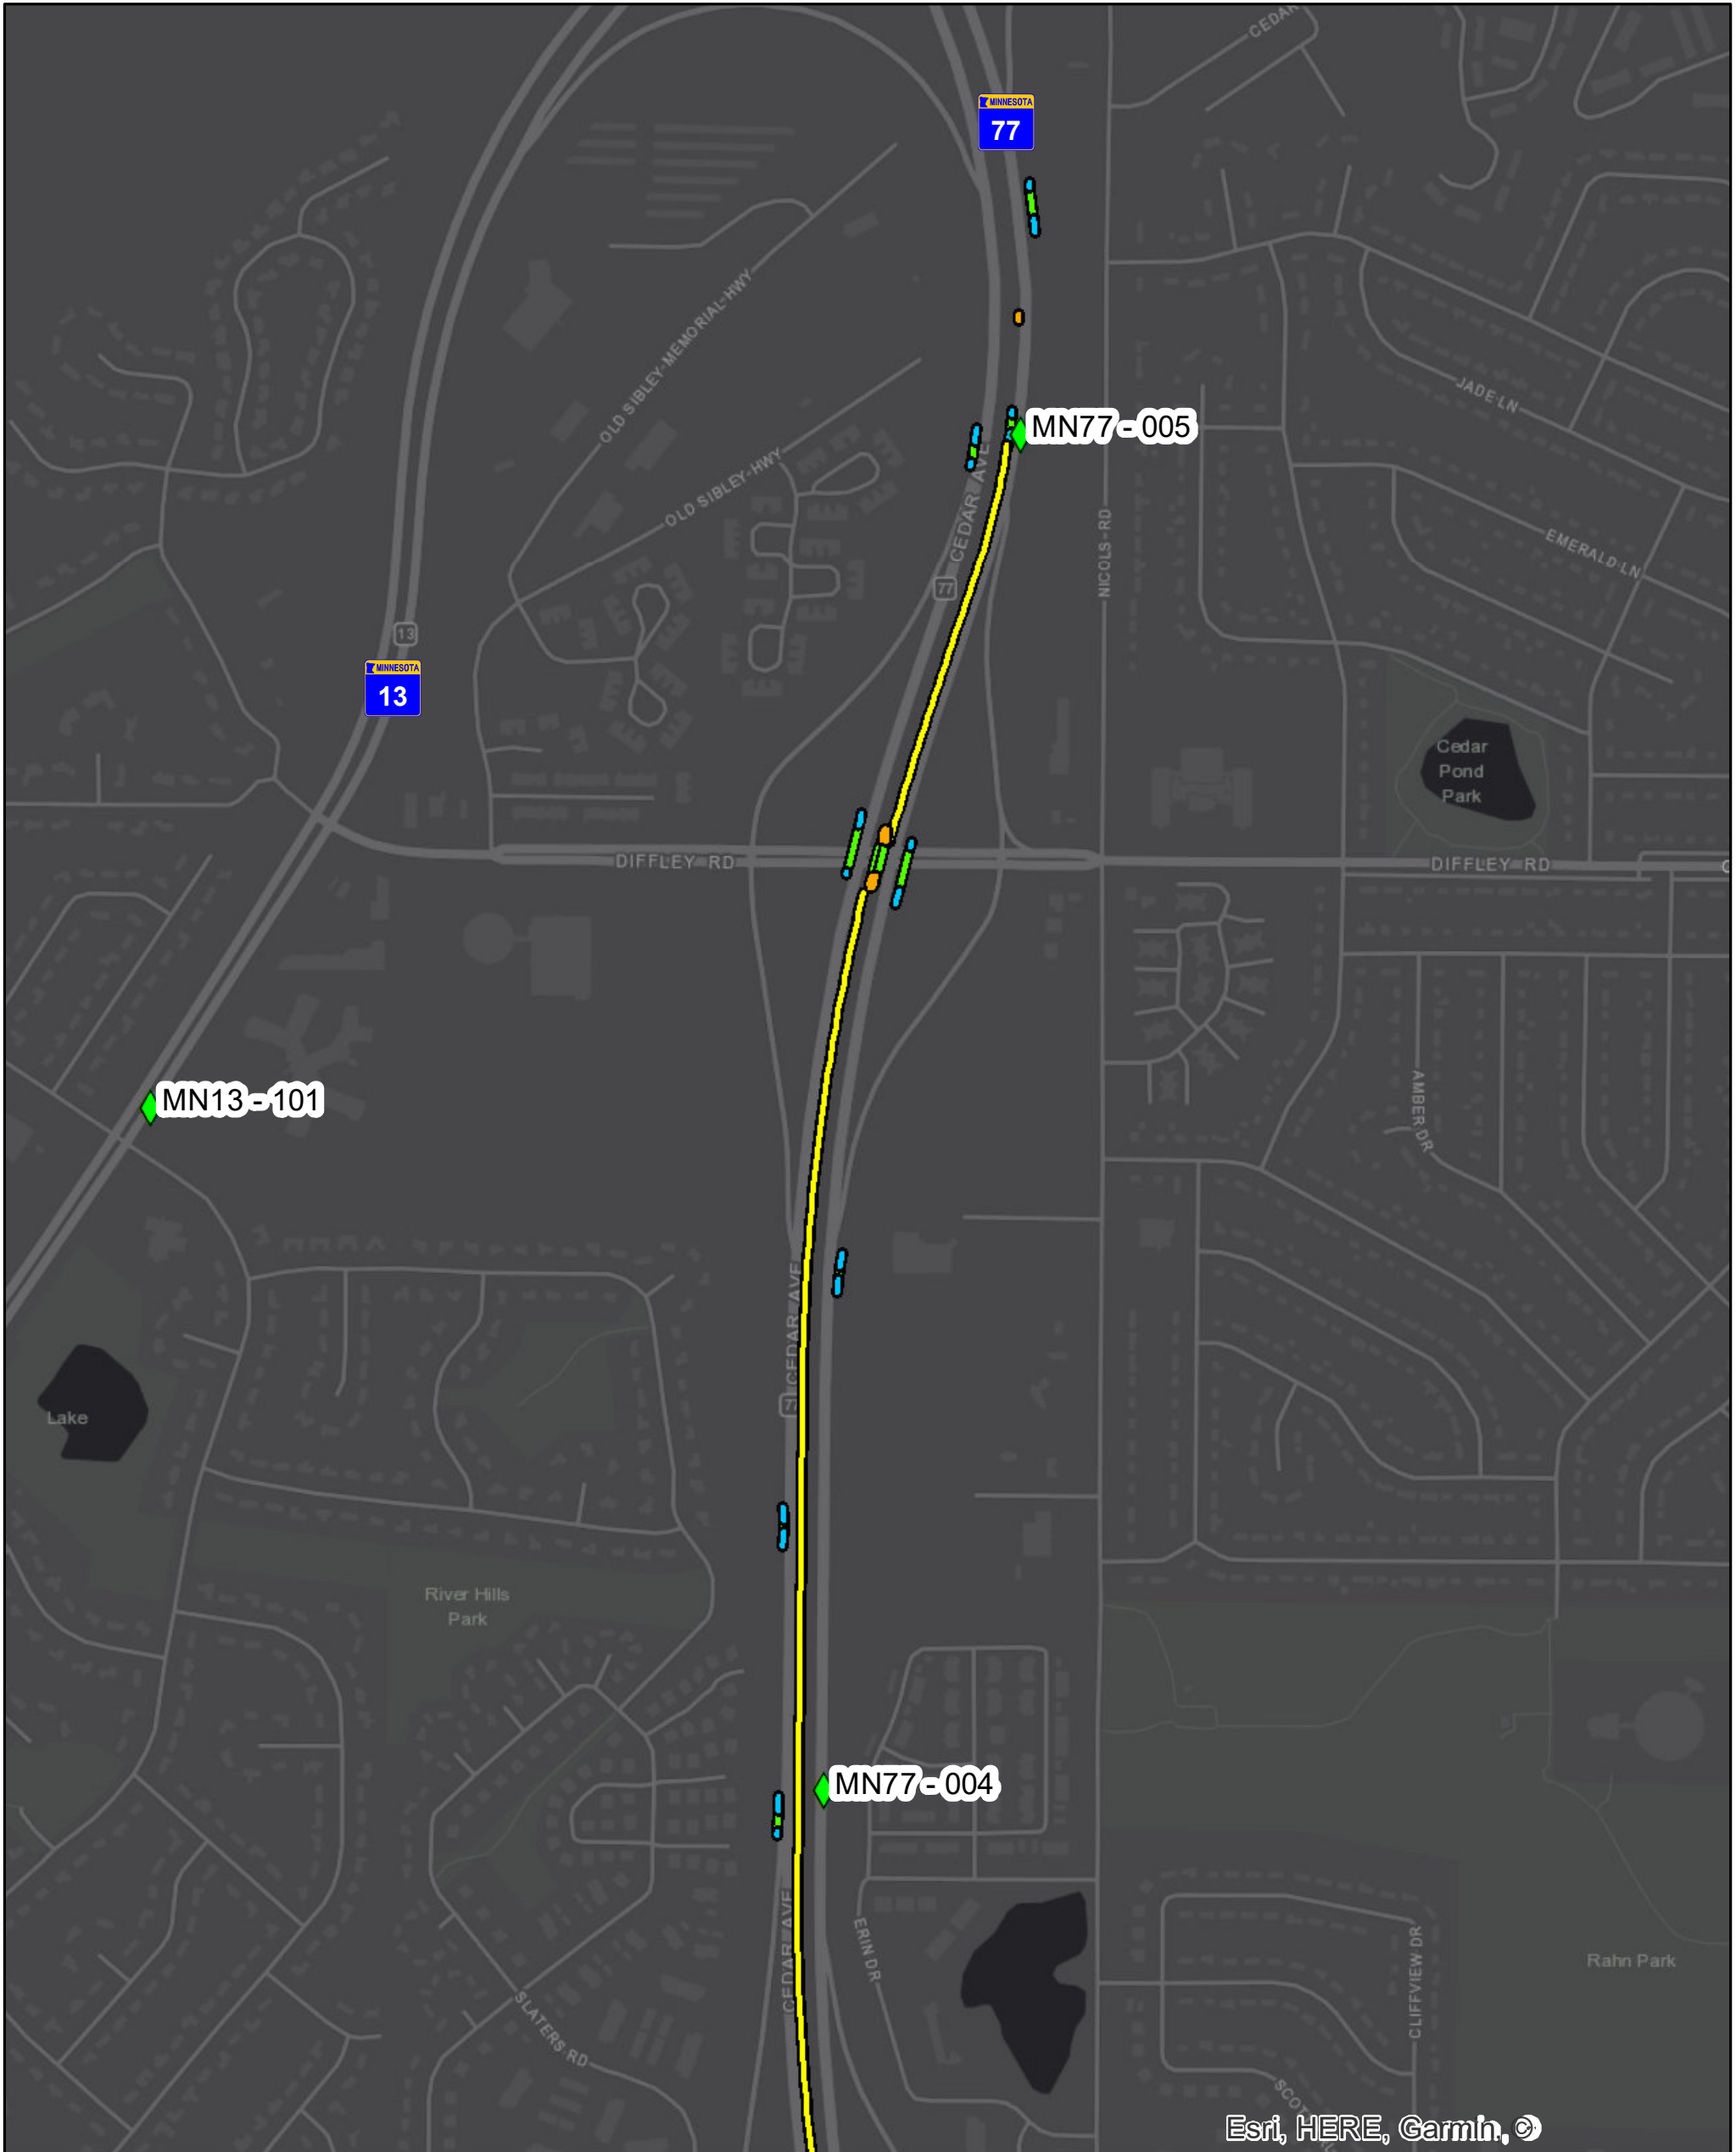 CEDAR
MINNESOTA
77
OLD SIBLEY-MEMORIAL-HWY
JADE LN
MN77 - 005
CEDAR AVE
OLD SIBLEY-HWY
NICOLS-RD
EMERALD LN
77
13
MINNESOTA
13
Cedar
Pond
Park
DIFFLEY RD
DIFFLEY RD
MN13 - 101
AMBER DR
CEDAR AVE
Lake
River Hills
Park
MN77 - 004
CEDAR AVE
ERIN DR
CLIFFVIEW DR
Rahn Park
SLATERS RD
Esri, HERE, Garmin, ©